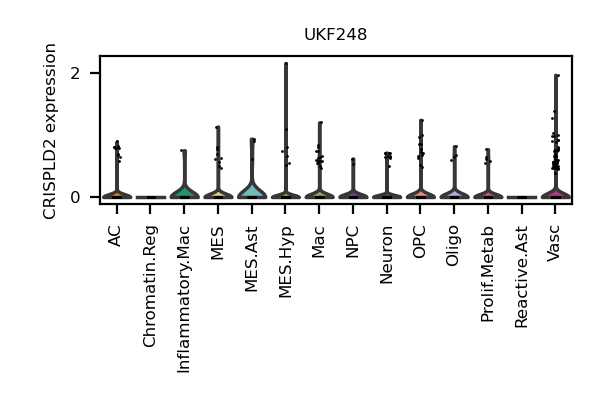 UKF248
CRISPLD2 expression
2
0
AC
Chromatin.Reg
Inflammatory.Mac
MES
MES.Ast
MES.Hyp
Mac
NPC
Neuron
OPC
Oligo
Prolif.Metab
Reactive.Ast
Vasc